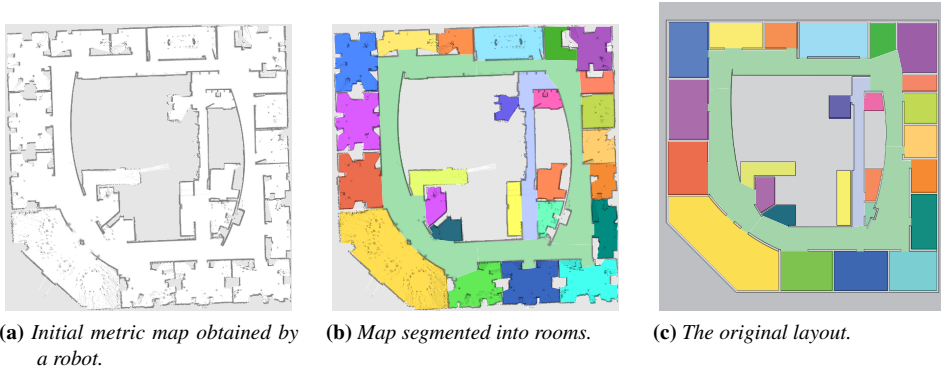 (a) Initial metric map obtained by
a robot.
(b) Map segmented into rooms.
(c) The original layout.